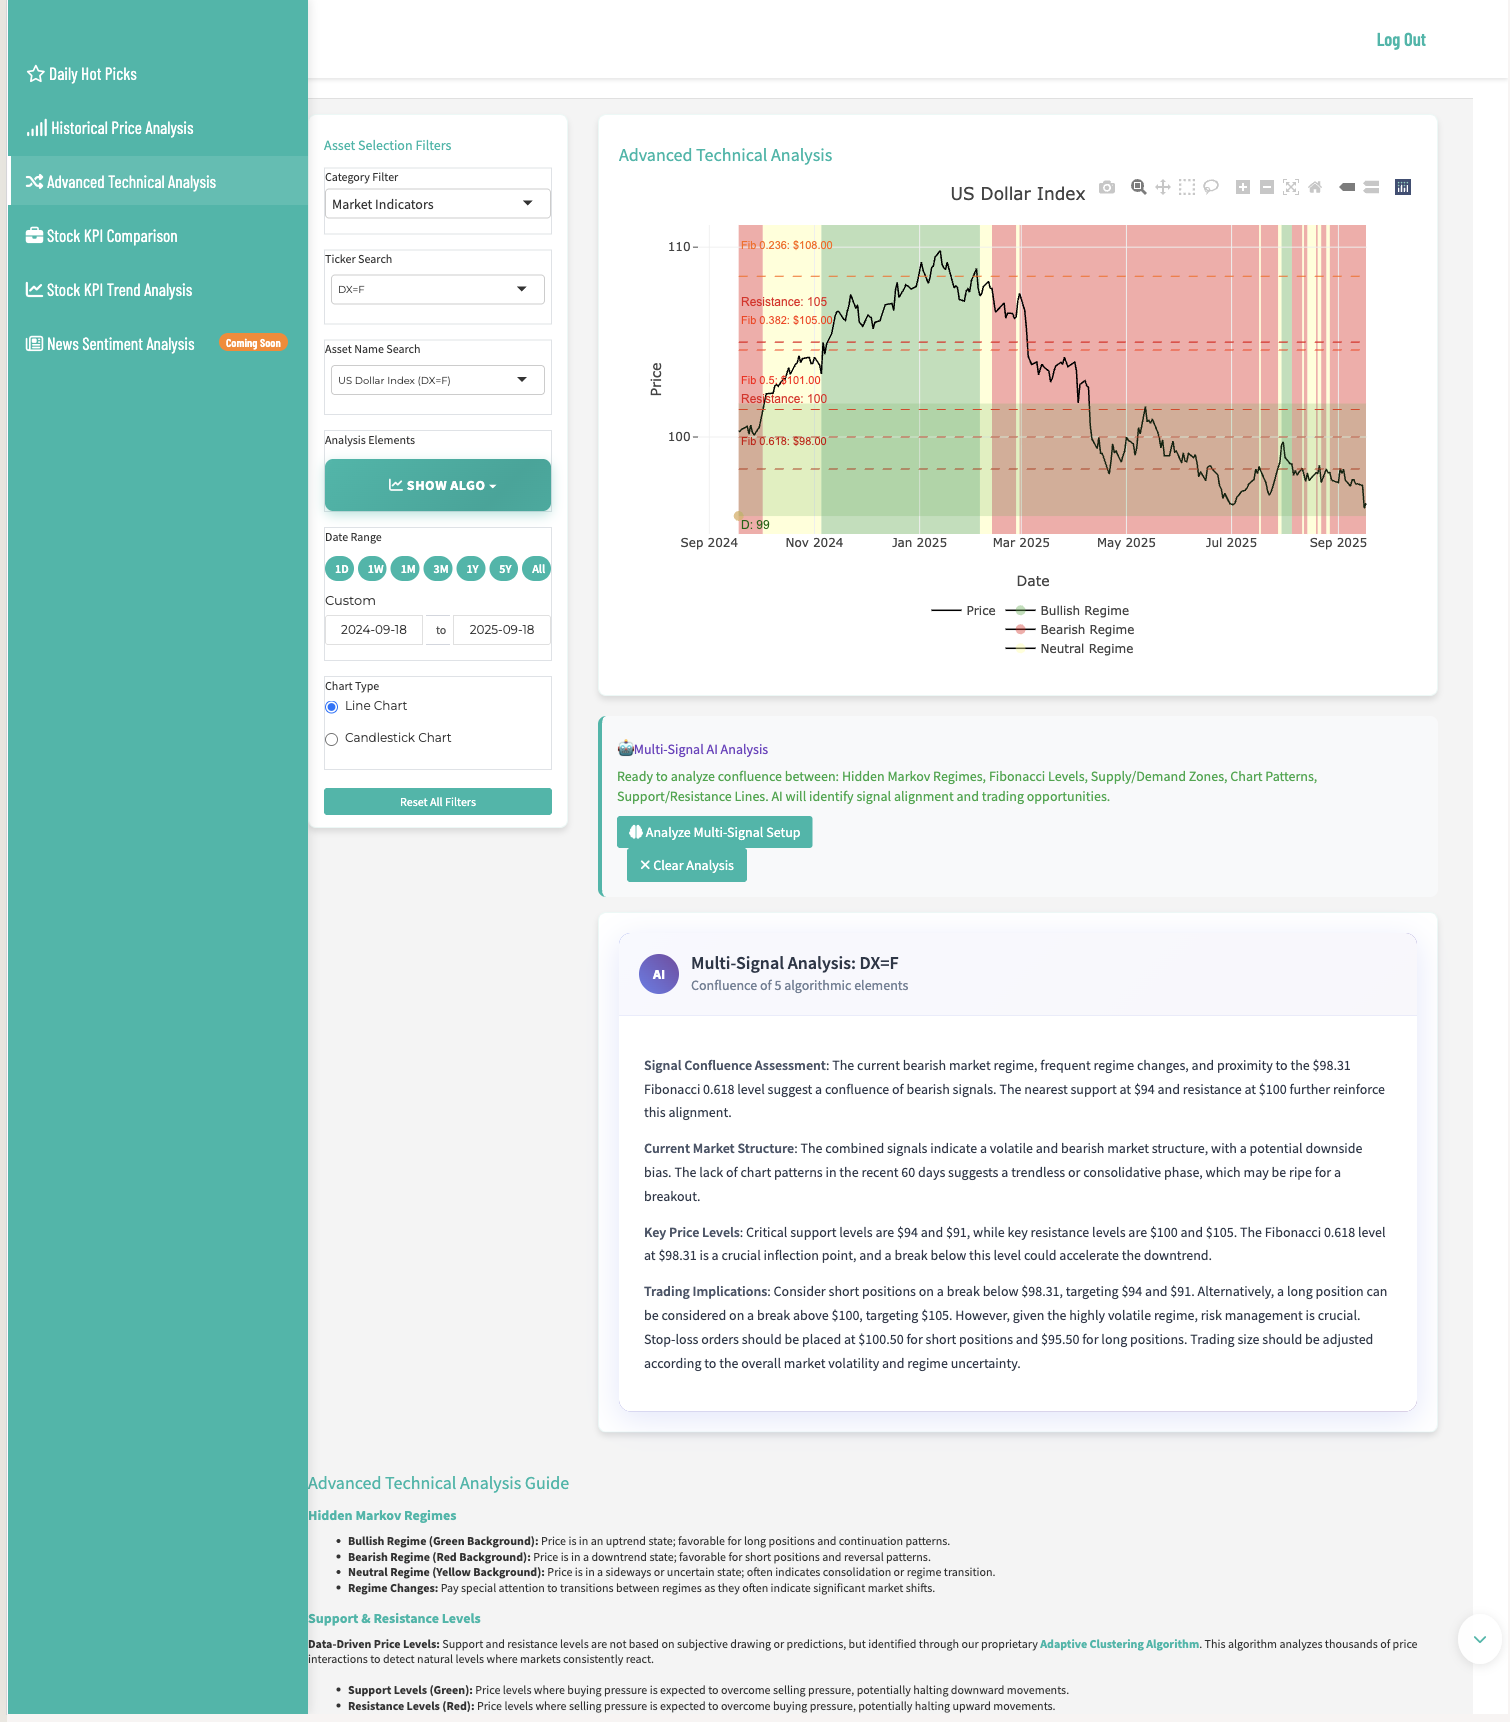 Log Out
Daily Hot Picks
Historical Price Analysis
Advanced Technical Analysis
Stock KPI Comparison
Stock KPI Trend Analysis
News Sentiment Analysis Coming Soon
Asset Selection Filters
Category Filter
Market Indicators
Ticker Search
DX=F
Asset Name Search
US Dollar Index (DX=F)
Analysis Elements
SHOW ALGO
Date Range
1D 1W 1M 3M 1Y 5Y All
Custom
2024-09-18 to 2025-09-18
Chart Type
Line Chart
Candlestick Chart
Reset All Filters
Advanced Technical Analysis
US Dollar Index
110
Fib 0.236: $108.00
Resistance: 105
Fib 0.382: $105.00
Price
Fib 0.5: $101.00
Resistance: 100
100
Fib 0.618: $98.00
D: 99
Sep 2024 Nov 2024 Jan 2025 Mar 2025 May 2025 Jul 2025 Sep 2025
Date
Price Bullish Regime
Bearish Regime
Neutral Regime
Multi-Signal AI Analysis
Ready to analyze confluence between: Hidden Markov Regimes, Fibonacci Levels, Supply/Demand Zones, Chart Patterns,
Support/Resistance Lines. AI will identify signal alignment and trading opportunities.
Analyze Multi-Signal Setup
Clear Analysis
AI
Multi-Signal Analysis: DX=F
Confluence of 5 algorithmic elements
Signal Confluence Assessment: The current bearish market regime, frequent regime changes, and proximity to the $98.31
Fibonacci 0.618 level suggest a confluence of bearish signals. The nearest support at $94 and resistance at $100 further reinforce
this alignment.
Current Market Structure: The combined signals indicate a volatile and bearish market structure, with a potential downside
bias. The lack of chart patterns in the recent 60 days suggests a trendless or consolidative phase, which may be ripe for a
breakout.
Key Price Levels: Critical support levels are $94 and $91, while key resistance levels are $100 and $105. The Fibonacci 0.618 level
at $98.31 is a crucial inflection point, and a break below this level could accelerate the downtrend.
Trading Implications: Consider short positions on a break below $98.31, targeting $94 and $91. Alternatively, a long position can
be considered on a break above $100, targeting $105. However, given the highly volatile regime, risk management is crucial.
Stop-loss orders should be placed at $100.50 for short positions and $95.50 for long positions. Trading size should be adjusted
according to the overall market volatility and regime uncertainty.
Advanced Technical Analysis Guide
Hidden Markov Regimes
• Bullish Regime (Green Background): Price is in an uptrend state; favorable for long positions and continuation patterns.
• Bearish Regime (Red Background): Price is in a downtrend state; favorable for short positions and reversal patterns.
• Neutral Regime (Yellow Background): Price is in a sideways or uncertain state; often indicates consolidation or regime transition.
• Regime Changes: Pay special attention to transitions between regimes as they often indicate significant market shifts.
Support & Resistance Levels
Data-Driven Price Levels: Support and resistance levels are not based on subjective drawing or predictions, but identified through our proprietary Adaptive Clustering Algorithm. This algorithm analyzes thousands of price
interactions to detect natural levels where markets consistently react.
• Support Levels (Green): Price levels where buying pressure is expected to overcome selling pressure, potentially halting downward movements.
• Resistance Levels (Red): Price levels where selling pressure is expected to overcome buying pressure, potentially halting upward movements.